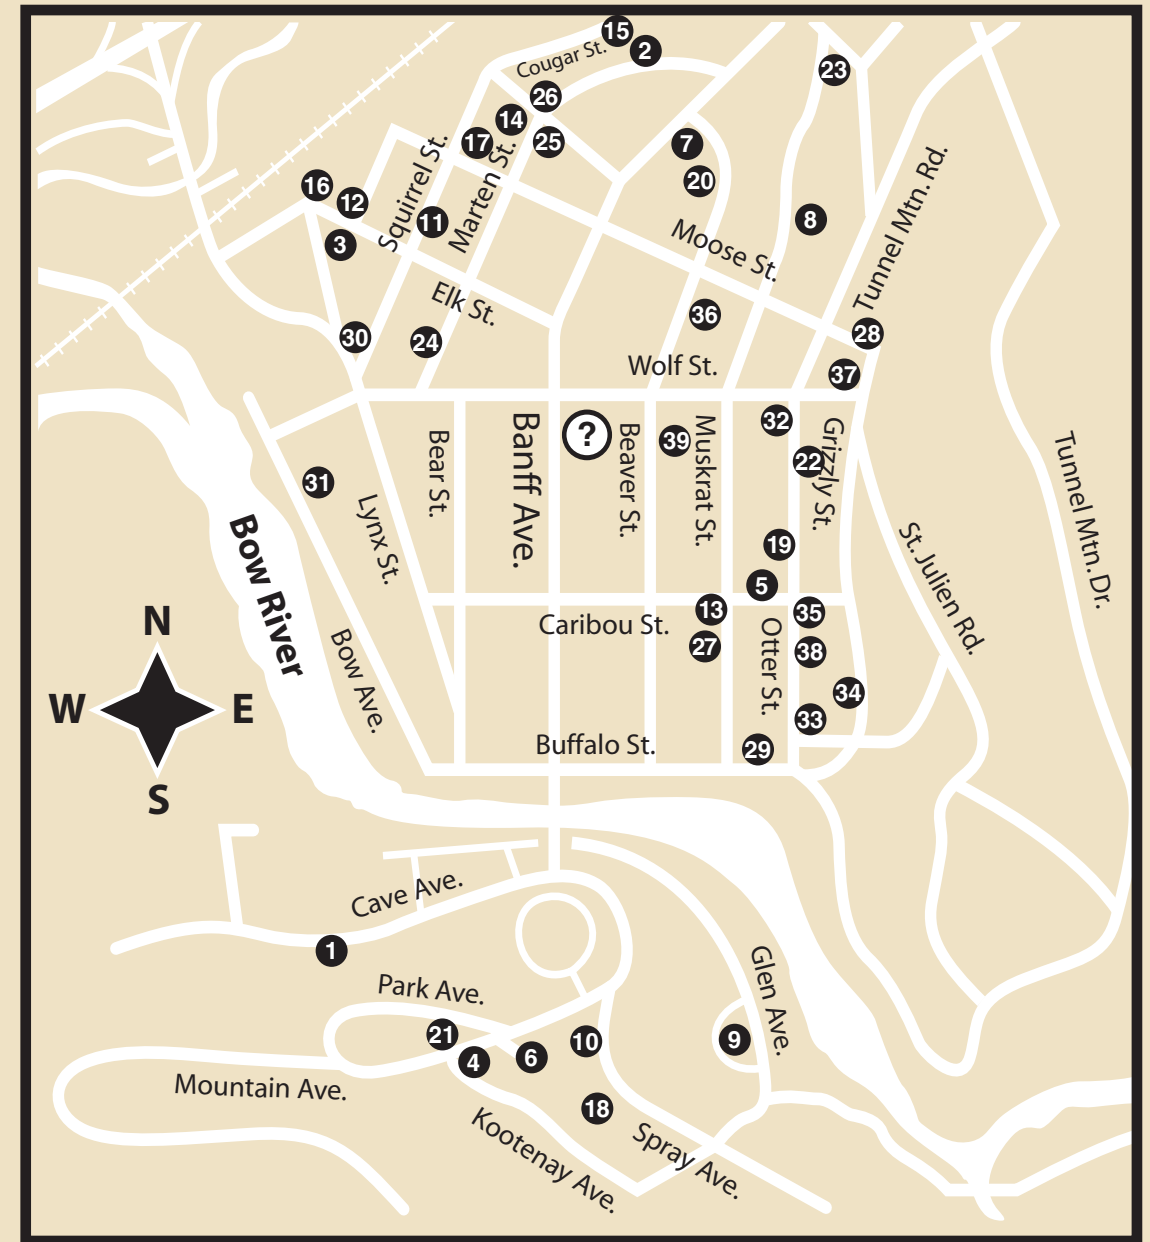 15
2
Cougar St.
23
26
14
17
25
7
Squirrel St.
Marten St.
20
16
12
11
8
Tunnel Mtn. Rd.
3
Moose St.
Elk St.
36
28
30
24
Wolf St.
37
32
?
39
22
Bear St.
Banff Ave.
Beaver St.
Muskrat St.
Grizzly St.
31
Lynx St.
Tunnel Mtn. Dr.
Bow River
19
St. Julien Rd.
5
13
35
N
Caribou St.
27
38
Otter St.
Bow Ave.
34
W
E
33
Buffalo St.
29
S
Cave Ave.
1
Glen Ave.
Park Ave.
21
10
9
4
6
Mountain Ave.
18
Kootenay Ave.
Spray Ave.